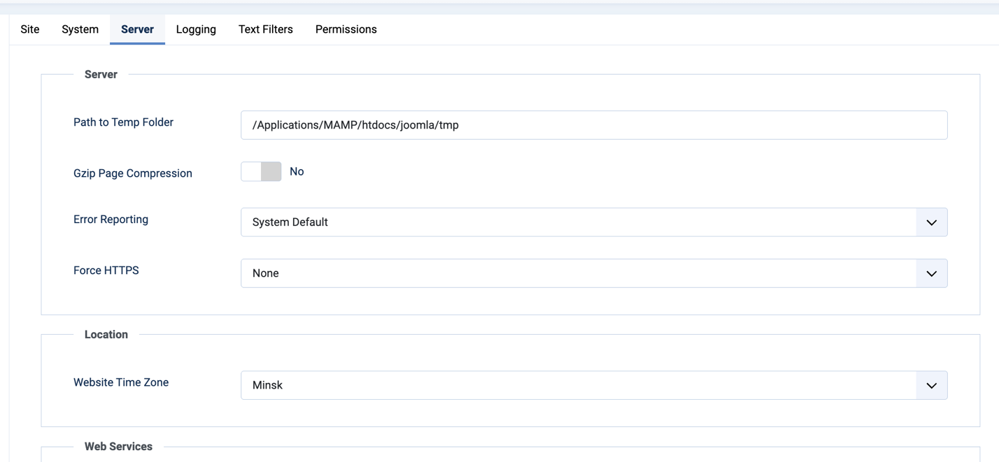 Site System Server Logging Text Filters Permissions
Server
Path to Temp Folder /Applications/MAMP/htdocs/joomla/tmp
Gzip Page Compression No
Error Reporting System Default
Force HTTPS None
Location
Website Time Zone Minsk
Web Services